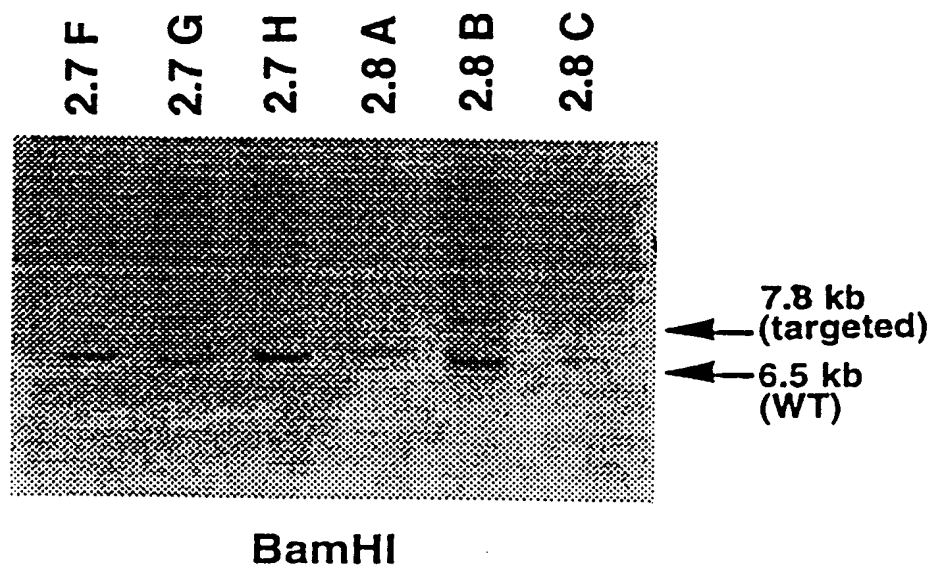 2.7 F
2.7 G
2.7 H
2.8 A
2.8 B
2.8 C
7.8 kb
(targeted)
6.5 kb
(WT)
BamHI